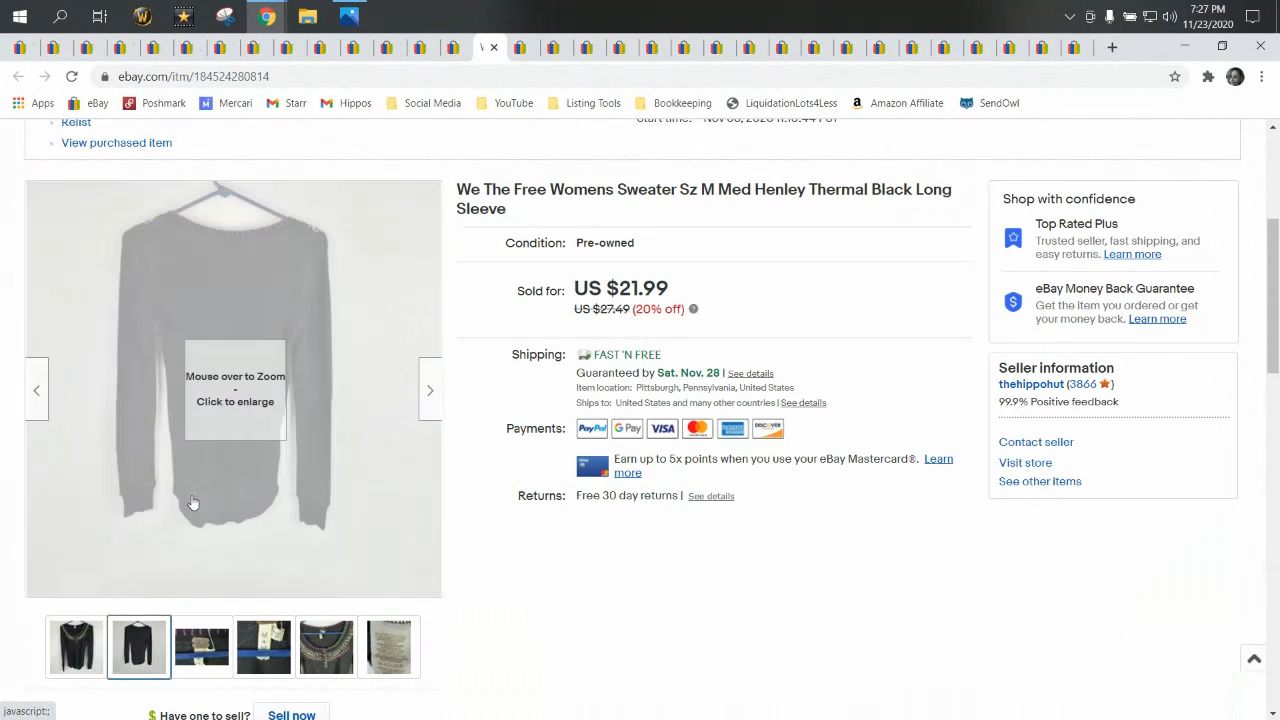 7:27 PM
11/23/2020
ebay.com/itm/184524280814
Apps eBay Poshmark Mercari Starr Hippos Social Media YouTube Listing Tools Bookkeeping LiquidationLots4Less Amazon Affiliate SendOwl
Relist
View purchased item
We The Free Womens Sweater Sz M Med Henley Thermal Black Long
Sleeve
Condition: Pre-owned
Sold for: US $21.99
US $27.49 (20% off)
Shipping: FAST 'N FREE
Guaranteed by Sat. Nov. 28 | See details
Item location: Pittsburgh, Pennsylvania, United States
Ships to: United States and many other countries | See details
Payments: PayPal G Pay VISA MasterCard AMERICAN EXPRESS DISCOVER
Earn up to 5x points when you use your eBay Mastercard®. Learn
more
Returns: Free 30 day returns | See details
Shop with confidence
Top Rated Plus
Trusted seller, fast shipping, and
easy returns. Learn more
eBay Money Back Guarantee
Get the item you ordered or get
your money back. Learn more
Seller information
thehippohut (3866 )
99.9% Positive feedback
Contact seller
Visit store
See other items
Mouse over to Zoom
-
Click to enlarge
Have one to sell? Sell now
javascript:;